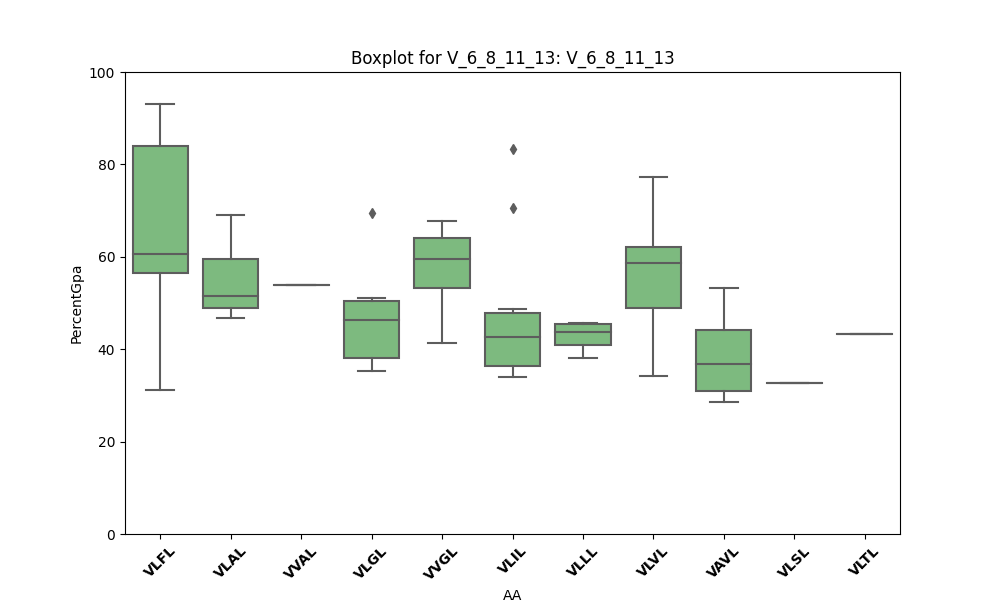 Boxplot for V_6_8_11_13: V_6_8_11_13
100
80
60
40
20
0
PercentGpa
VLFL
VLAL
VVAL
VLGL
VVGL
VLIL
VLLL
VLVL
VAVL
VLSL
VLTL
AA